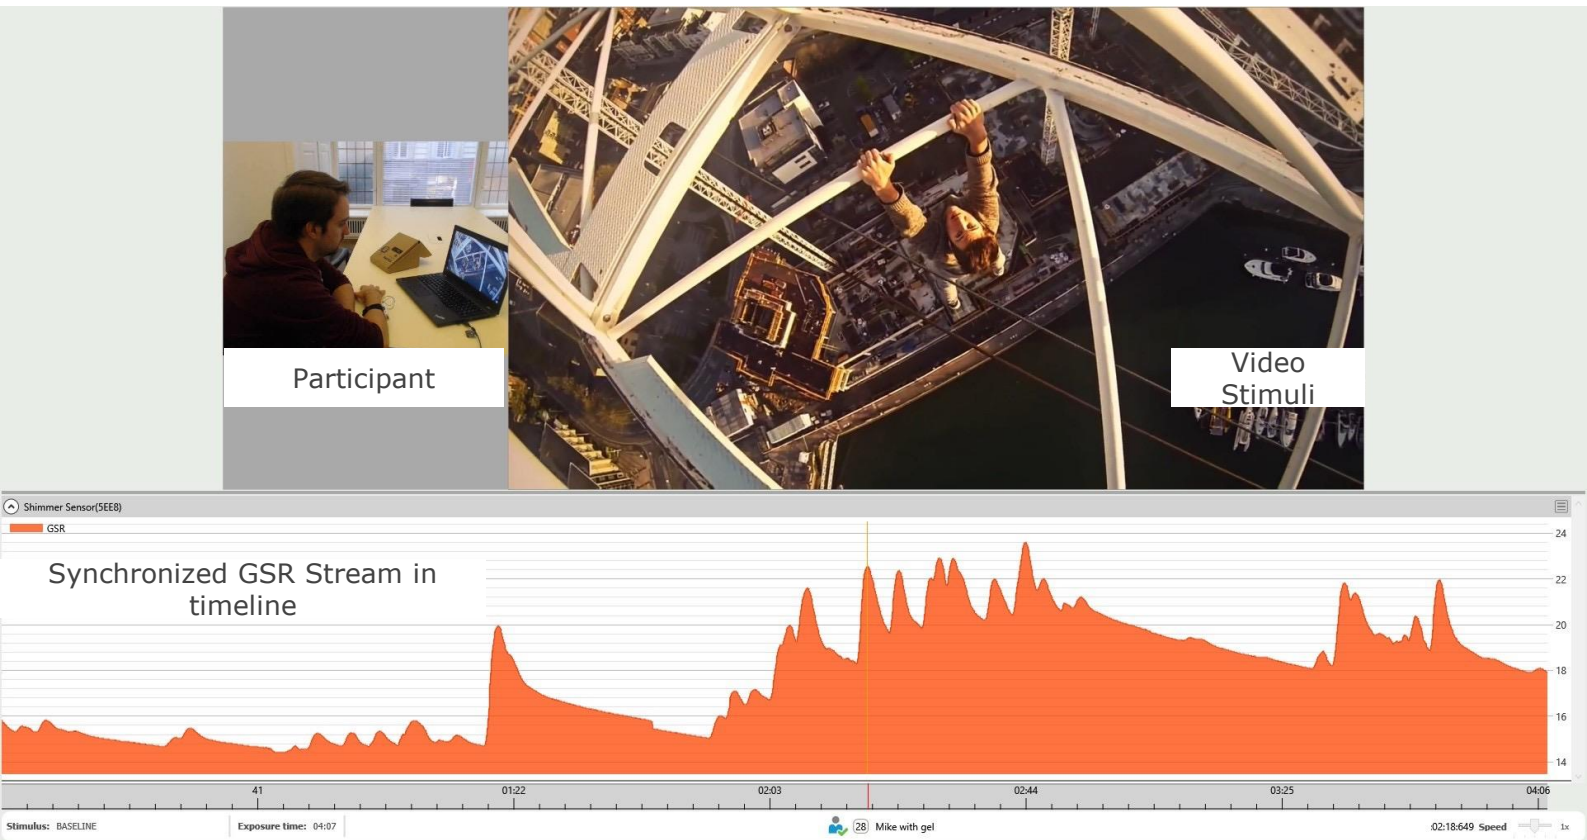 Participant
Video
Stimuli
Shimmer Sensor(5EE8)
GSR
Synchronized GSR Stream in
timeline
24
22
20
18
16
14
41
01:22
02:03
02:44
03:25
04:06
Stimulus: BASELINE
Exposure time: 04:07
28 Mike with gel
:02:18:649 Speed
1x